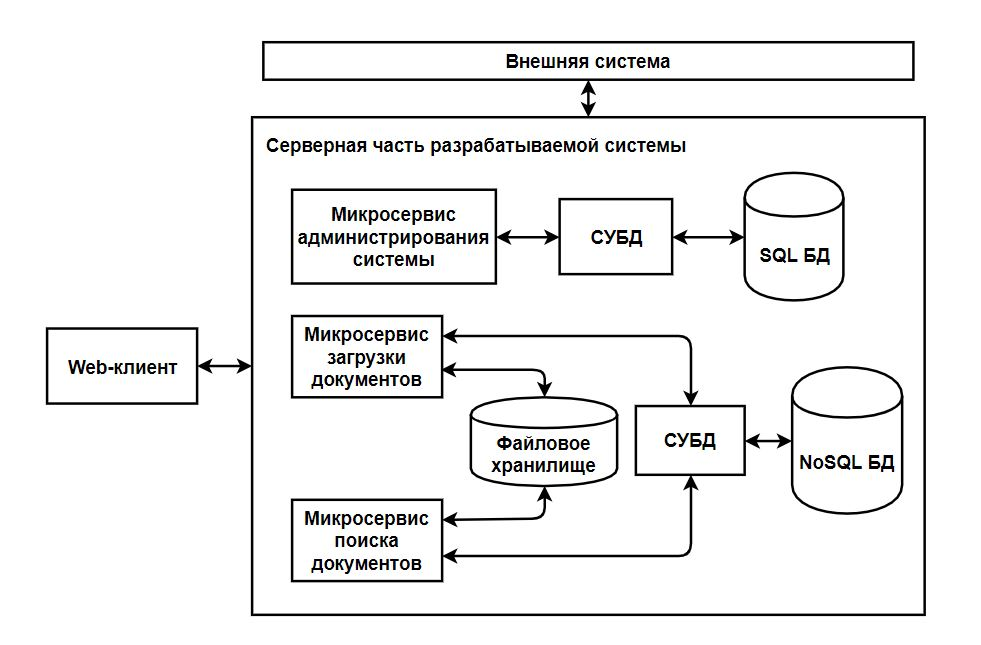 Внешняя система
Серверная часть разрабатываемой системы
Микросервис
администрирования
системы
СУБД
SQL БД
Микросервис
загрузки
документов
Web-клиент
Файловое
хранилище
СУБД
NoSQL БД
Микросервис
поиска
документов